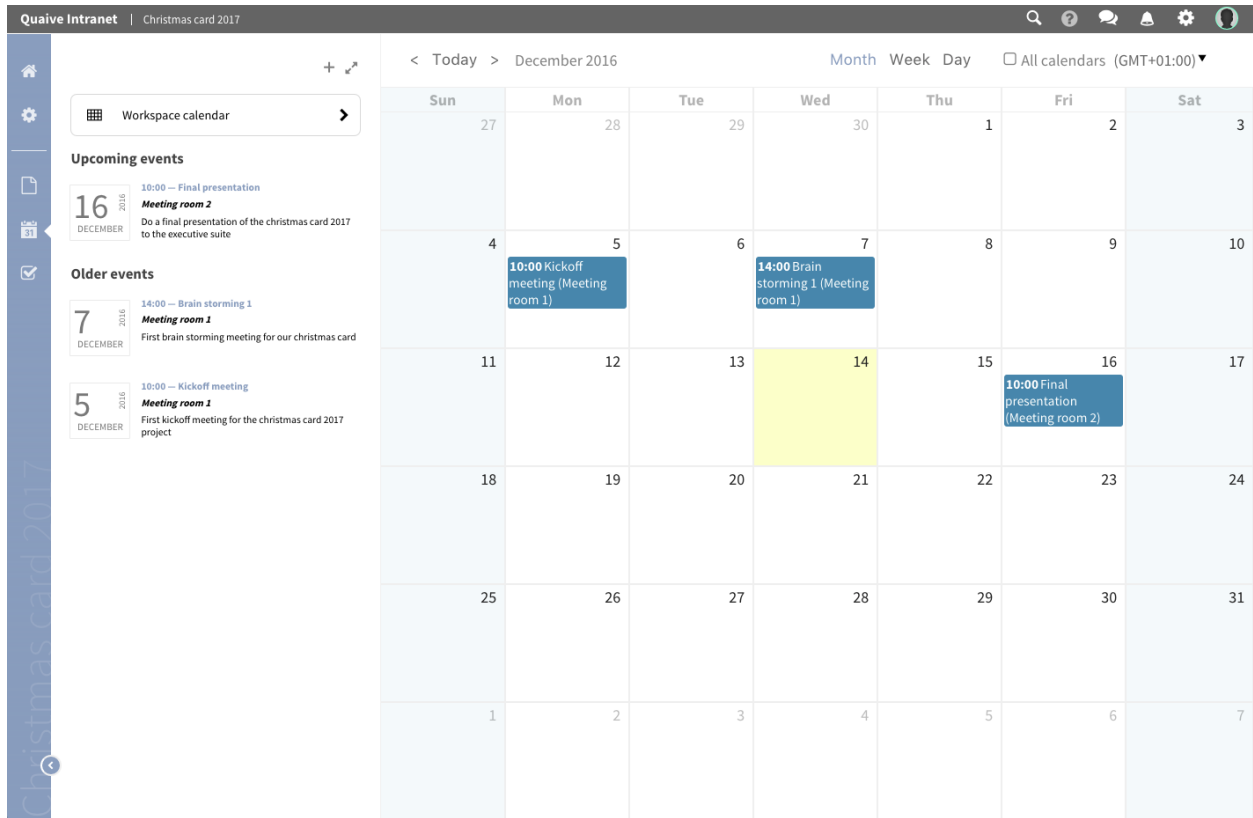 Quaive Intranet | Christmas card 2017
Workspace calendar
Upcoming events
16 2016
DECEMBER
10:00 — Final presentation
Meeting room 2
Do a final presentation of the christmas card 2017
to the executive suite
Older events
7 2016
DECEMBER
14:00 — Brain storming 1
Meeting room 1
First brain storming meeting for our christmas card
5 2016
DECEMBER
10:00 — Kickoff meeting
Meeting room 1
First kickoff meeting for the christmas card 2017
project
31
Christmas card 2017
< Today > December 2016 Month Week Day All calendars (GMT+01:00)
Sun Mon Tue Wed Thu Fri Sat
27 28 29 30 1 2 3
4 5 6 7 8 9 10
10:00 Kickoff
meeting (Meeting
room 1)
14:00 Brain
storming 1 (Meeting
room 1)
11 12 13 14 15 16 17
10:00 Final
presentation
(Meeting room 2)
18 19 20 21 22 23 24
25 26 27 28 29 30 31
1 2 3 4 5 6 7